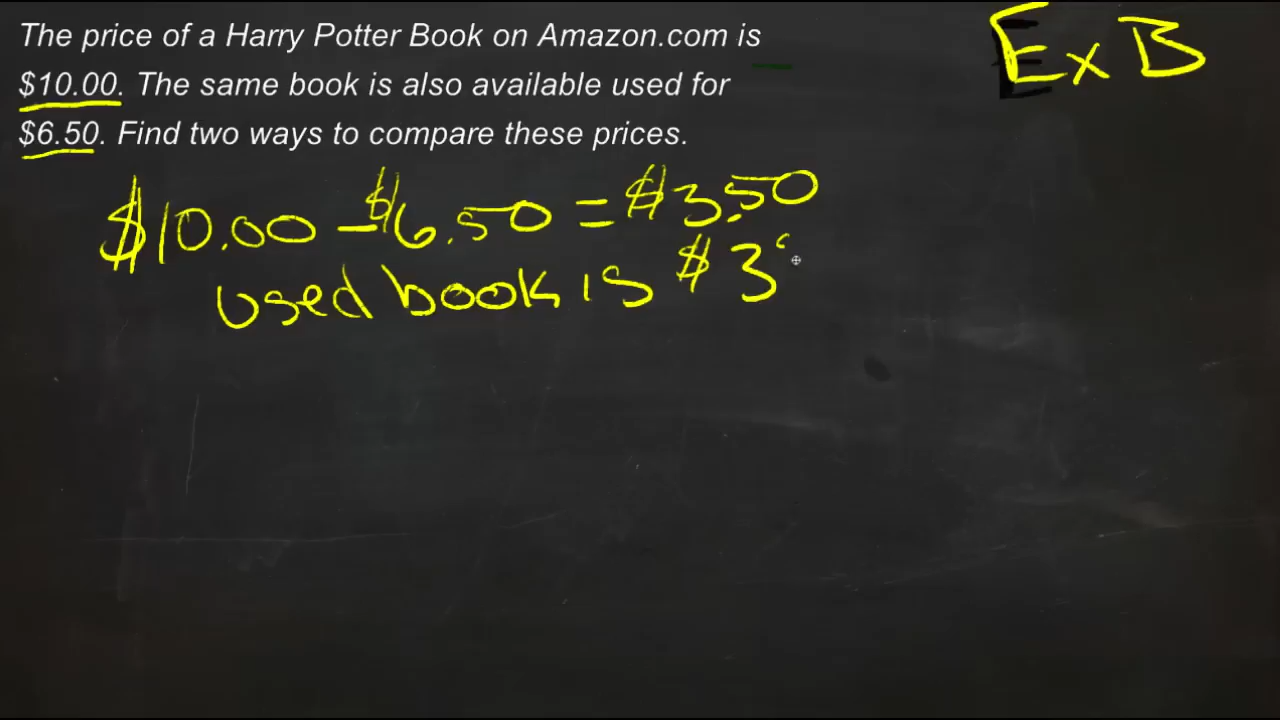 The price of a Harry Potter Book on Amazon.com is
$10.00. The same book is also available used for
$6.50. Find two ways to compare these prices.
Ex B
$10.00 - $6.50 = $3.50
used book is $3